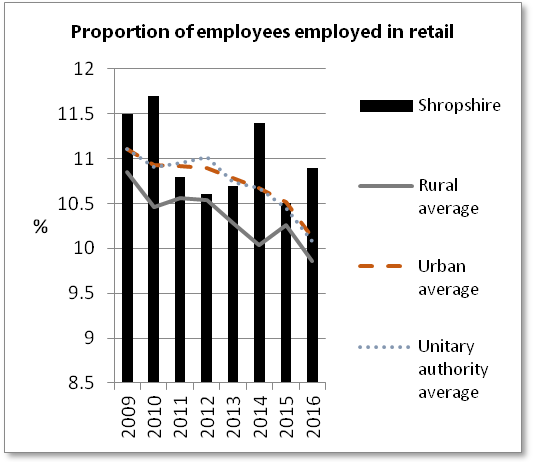 Proportion of employees employed in retail
12
11.5
11
10.5
10
9.5
9
8.5
%
2009
2010
2011
2012
2013
2014
2015
2016
Shropshire
Rural
average
Urban
average
Unitary
authority
average